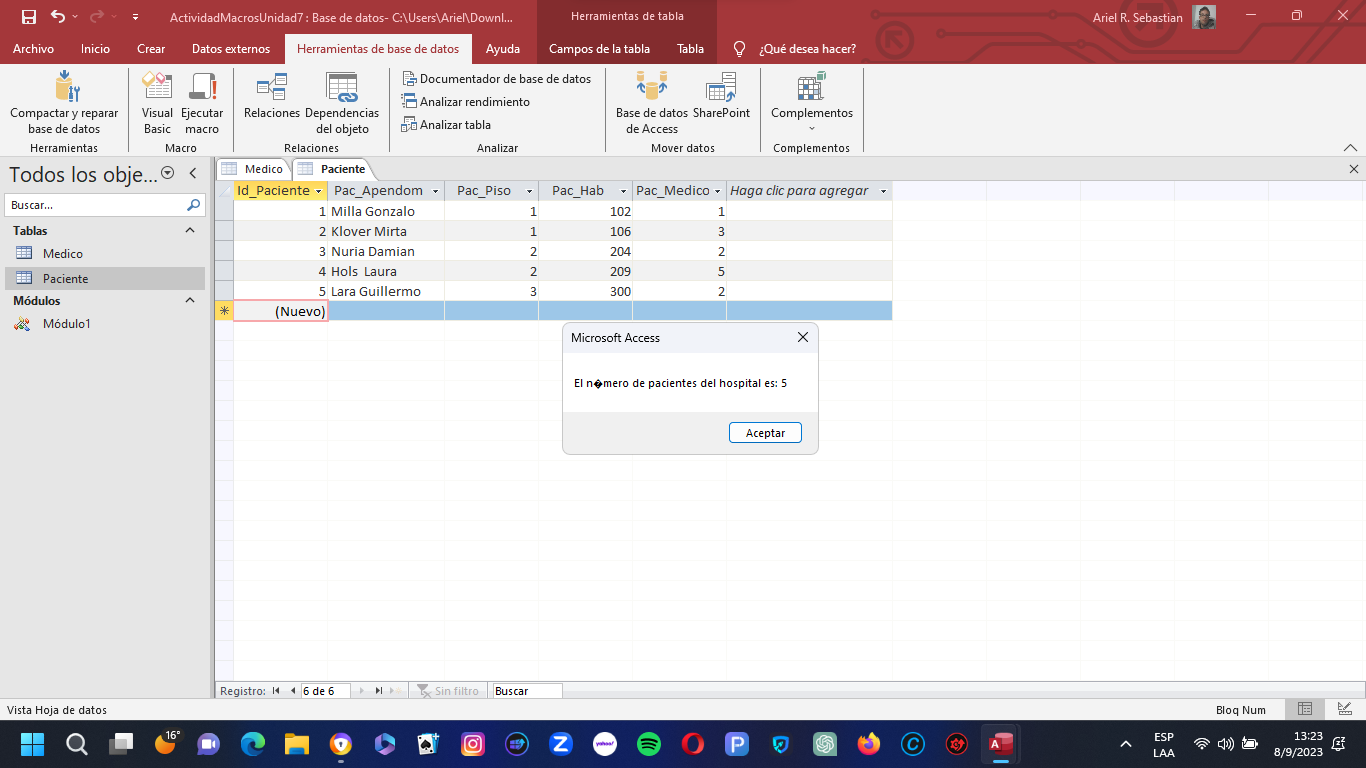 ActividadMacrosUnidad7 : Base de datos- C:\Users\Ariel\Downl...
Herramientas de tabla
Ariel R. Sebastian
Archivo Inicio Crear Datos externos Herramientas de base de datos Ayuda Campos de la tabla Tabla ¿Qué desea hacer?
Compactar y reparar
base de datos
Herramientas
Visual
Basic
Ejecutar
macro
Macro
Relaciones
Dependencias
del objeto
Relaciones
Documentador de base de datos
Analizar rendimiento
Analizar tabla
Analizar
Base de datos
de Access
SharePoint
Mover datos
Complementos
Complementos
Todos los obje...
Buscar...
Tablas
Medico
Paciente
Módulos
Módulo1
Medico Paciente
Id_Paciente Pac_Apendom Pac_Piso Pac_Hab Pac_Medico Haga clic para agregar
1 Milla Gonzalo 1 102 1
2 Klover Mirta 1 106 3
3 Nuria Damian 2 204 2
4 Hols Laura 2 209 5
5 Lara Guillermo 3 300 2
(Nuevo)
Microsoft Access
El n�mero de pacientes del hospital es: 5
Aceptar
Registro: 6 de 6 Sin filtro Buscar
Vista Hoja de datos
Bloq Num
16°
yahoo!
ESP
LAA
13:23
8/9/2023